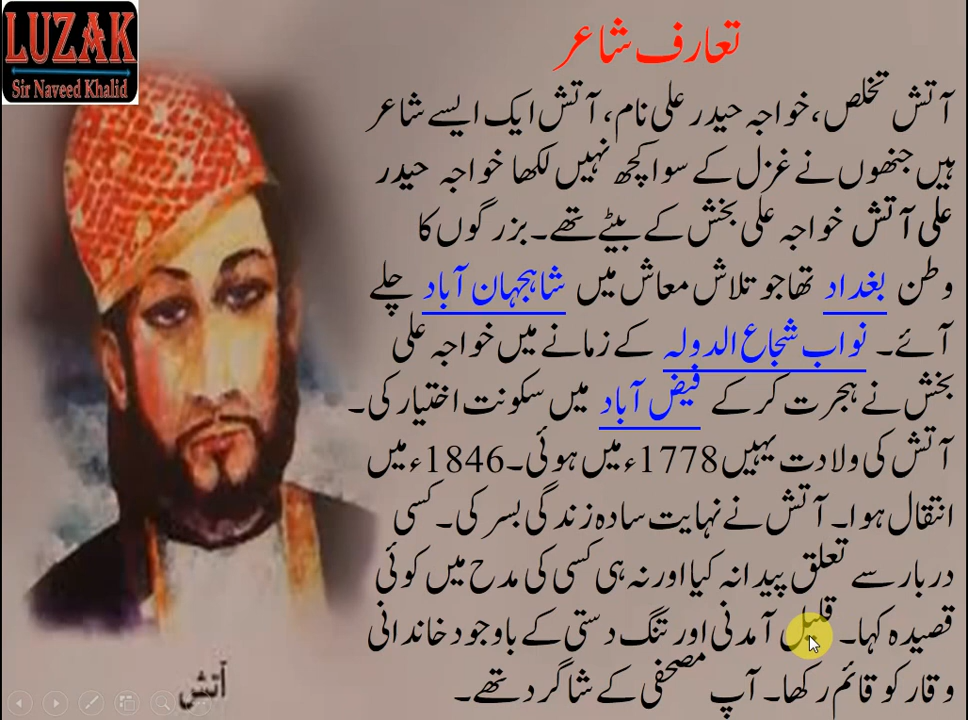 LUZAK
Sir Naveed Khalid
تعارف شاعر
آتش تخلص، خواجہ حیدر علی نام، آتش ایک ایسے شاعر
ہیں جنھوں نے غزل کے سوا کچھ نہیں لکھا خواجہ حیدر
علی آتش خواجہ علی بخش کے بیٹے تھے۔ بزرگوں کا
وطن بغداد تھا جو تلاش معاش میں شاہجہان آباد چلے
آئے۔ نواب شجاع الدولہ کے زمانے میں خواجہ علی
بخش نے ہجرت کرکے فیض آباد میں سکونت اختیار کی۔
آتش کی ولادت یہیں 1778ء میں ہوئی۔ 1846ء میں
انتقال ہوا۔ آتش نے نہایت سادہ زندگی بسر کی۔ کسی
دربار سے تعلق پیدا نہ کیا اور نہ ہی کسی کی مدح میں کوئی
قصیدہ کہا۔ قلیل آمدنی اور تنگ دستی کے باوجود خاندانی
وقار کو قائم رکھا۔ آپ مصحفی کے شاگرد تھے۔
آتش